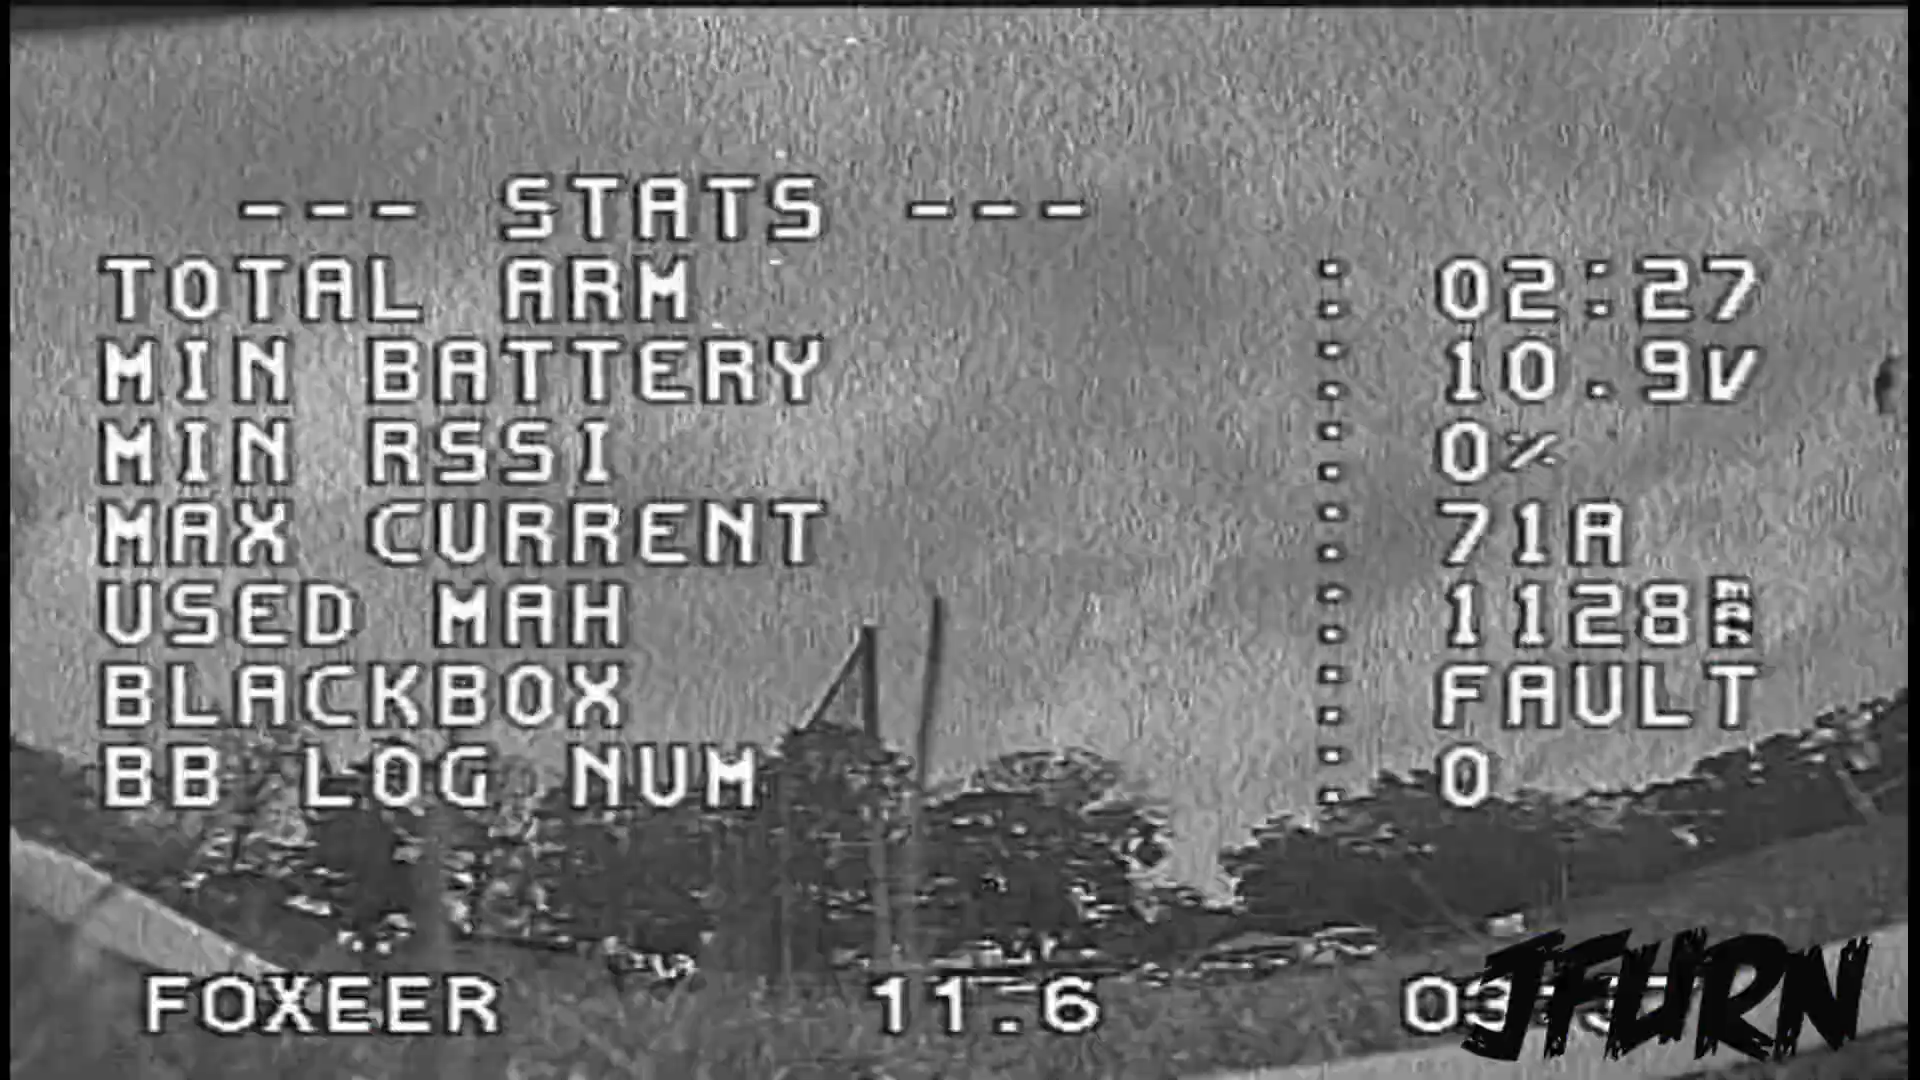 --- STATS ---
TOTAL ARM : 02:27
MIN BATTERY : 10.9V
MIN RSSI : 0%
MAX CURRENT : 71A
USED MAH : 1128mAh
BLACKBOX : FAULT
BB LOG NUM : 0
FOXEER 11.6
JFURN